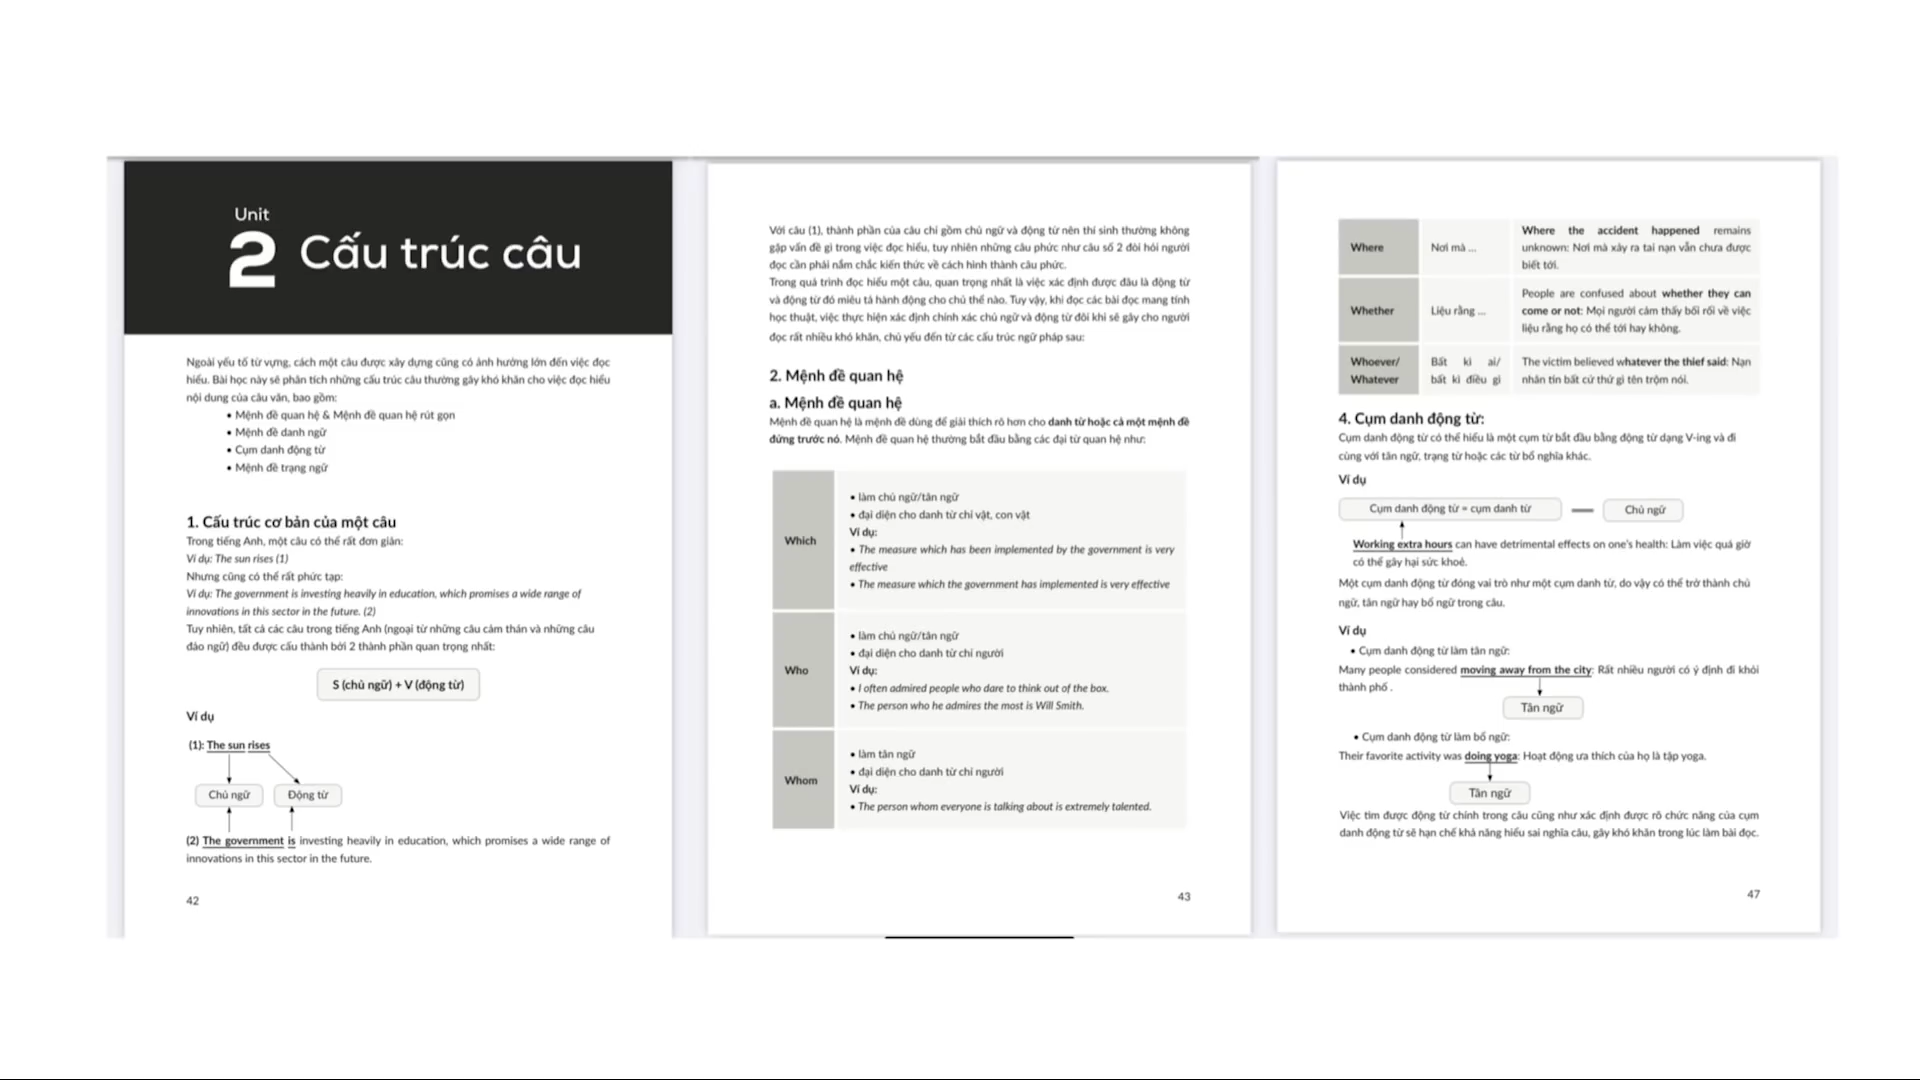 Unit
2 Cấu trúc câu
Ngoài yếu tố từ vựng, cách một câu được xây dựng cũng có ảnh hưởng lớn đến việc đọc
hiểu. Bài học này sẽ phân tích những cấu trúc câu thường gây khó khăn cho việc đọc hiểu
nội dung của câu văn, bao gồm:
• Mệnh đề quan hệ & Mệnh đề quan hệ rút gọn
• Mệnh đề danh ngữ
• Cụm danh động từ
• Mệnh đề trạng ngữ
1. Cấu trúc cơ bản của một câu
Trong tiếng Anh, một câu có thể rất đơn giản:
Ví dụ: The sun rises (1)
Nhưng cũng có thể rất phức tạp:
Ví dụ: The government is investing heavily in education, which promises a wide range of
innovations in this sector in the future. (2)
Tuy nhiên, tất cả các câu trong tiếng Anh (ngoại từ những câu cảm thán và những câu
đảo ngữ) đều được cấu thành bởi 2 thành phần quan trọng nhất:
S (chủ ngữ) + V (động từ)
Ví dụ
(1): The sun rises
Chủ ngữ
Động từ
(2) The government is investing heavily in education, which promises a wide range of
innovations in this sector in the future.
42
Với câu (1), thành phần của câu chỉ gồm chủ ngữ và động từ nên thí sinh thường không
gặp vấn đề gì trong việc đọc hiểu, tuy nhiên những câu phức như câu số 2 đòi hỏi người
đọc cần phải nắm chắc kiến thức về cách hình thành câu phức.
Trong quá trình đọc hiểu một câu, quan trọng nhất là việc xác định được đâu là động từ
và động từ đó miêu tả hành động cho chủ thể nào. Tuy vậy, khi đọc các bài đọc mang tính
học thuật, việc thực hiện xác định chính xác chủ ngữ và động từ đôi khi sẽ gây cho người
đọc rất nhiều khó khăn, chủ yếu đến từ các cấu trúc ngữ pháp sau:
2. Mệnh đề quan hệ
a. Mệnh đề quan hệ
Mệnh đề quan hệ là mệnh đề dùng để giải thích rõ hơn cho danh từ hoặc cả một mệnh đề
đứng trước nó. Mệnh đề quan hệ thường bắt đầu bằng các đại từ quan hệ như:
Which
• làm chủ ngữ/tân ngữ
• đại diện cho danh từ chỉ vật, con vật
Ví dụ:
• The measure which has been implemented by the government is very
effective
• The measure which the government has implemented is very effective
Who
• làm chủ ngữ/tân ngữ
• đại diện cho danh từ chỉ người
Ví dụ:
• I often admired people who dare to think out of the box.
• The person who he admires the most is Will Smith.
Whom
• làm tân ngữ
• đại diện cho danh từ chỉ người
Ví dụ:
• The person whom everyone is talking about is extremely talented.
43
Where
Nơi mà ...
Where the accident happened remains
unknown: Nơi mà xảy ra tai nạn vẫn chưa được
biết tới.
Whether
Liệu rằng ...
People are confused about whether they can
come or not: Mọi người cảm thấy bối rối về việc
liệu rằng họ có thể tới hay không.
Whoever/
Whatever
Bất kì ai/
bất kì điều gì
The victim believed whatever the thief said: Nạn
nhân tin bất cứ thứ gì tên trộm nói.
4. Cụm danh động từ:
Cụm danh động từ có thể hiểu là một cụm từ bắt đầu bằng động từ dạng V-ing và đi
cùng với tân ngữ, trạng từ hoặc các từ bổ nghĩa khác.
Ví dụ
Cụm danh động từ = cụm danh từ
Chủ ngữ
Working extra hours can have detrimental effects on one's health: Làm việc quá giờ
có thể gây hại sức khoẻ.
Một cụm danh động từ đóng vai trò như một cụm danh từ, do vậy có thể trở thành chủ
ngữ, tân ngữ hay bổ ngữ trong câu.
Ví dụ
• Cụm danh động từ làm tân ngữ:
Many people considered moving away from the city: Rất nhiều người có ý định đi khỏi
thành phố .
Tân ngữ
• Cụm danh động từ làm bổ ngữ:
Their favorite activity was doing yoga: Hoạt động ưa thích của họ là tập yoga.
Tân ngữ
Việc tìm được động từ chính trong câu cũng như xác định được rõ chức năng của cụm
danh động từ sẽ hạn chế khả năng hiểu sai nghĩa câu, gây khó khăn trong lúc làm bài đọc.
47